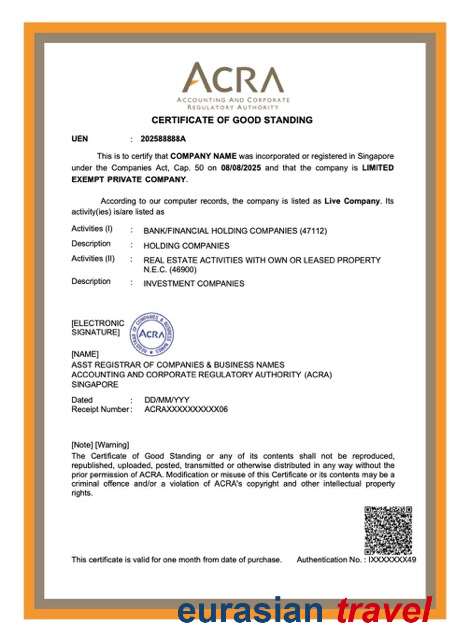 ACRA
ACCOUNTING AND CORPORATE
REGULATORY AUTHORITY
CERTIFICATE OF GOOD STANDING
UEN : 202588888A
This is to certify that COMPANY NAME was incorporated or registered in Singapore
under the Companies Act, Cap. 50 on 08/08/2025 and that the company is LIMITED
EXEMPT PRIVATE COMPANY.
According to our computer records, the company is listed as Live Company. Its
activity(ies) is/are listed as
Activities (I) : BANK/FINANCIAL HOLDING COMPANIES (47112)
Description : HOLDING COMPANIES
Activities (II) : REAL ESTATE ACTIVITIES WITH OWN OR LEASED PROPERTY
N.E.C. (46900)
Description : INVESTMENT COMPANIES
[ELECTRONIC
SIGNATURE]
ACRA
[NAME]
ASST REGISTRAR OF COMPANIES & BUSINESS NAMES
ACCOUNTING AND CORPORATE REGULATORY AUTHORITY (ACRA)
SINGAPORE
Dated : DD/MM/YYY
Receipt Number : ACRAXXXXXXXXXX06
[Note] [Warning]
The Certificate of Good Standing or any of its contents shall not be reproduced,
republished, uploaded, posted, transmitted or otherwise distributed in any way without the
prior permission of ACRA. Modification or misuse of this Certificate or its contents may be a
criminal offence and/or a violation of ACRA's copyright and other intellectual property
rights.
This certificate is valid for one month from date of purchase. Authentication No. : IXXXXXXX49
eurasian travel